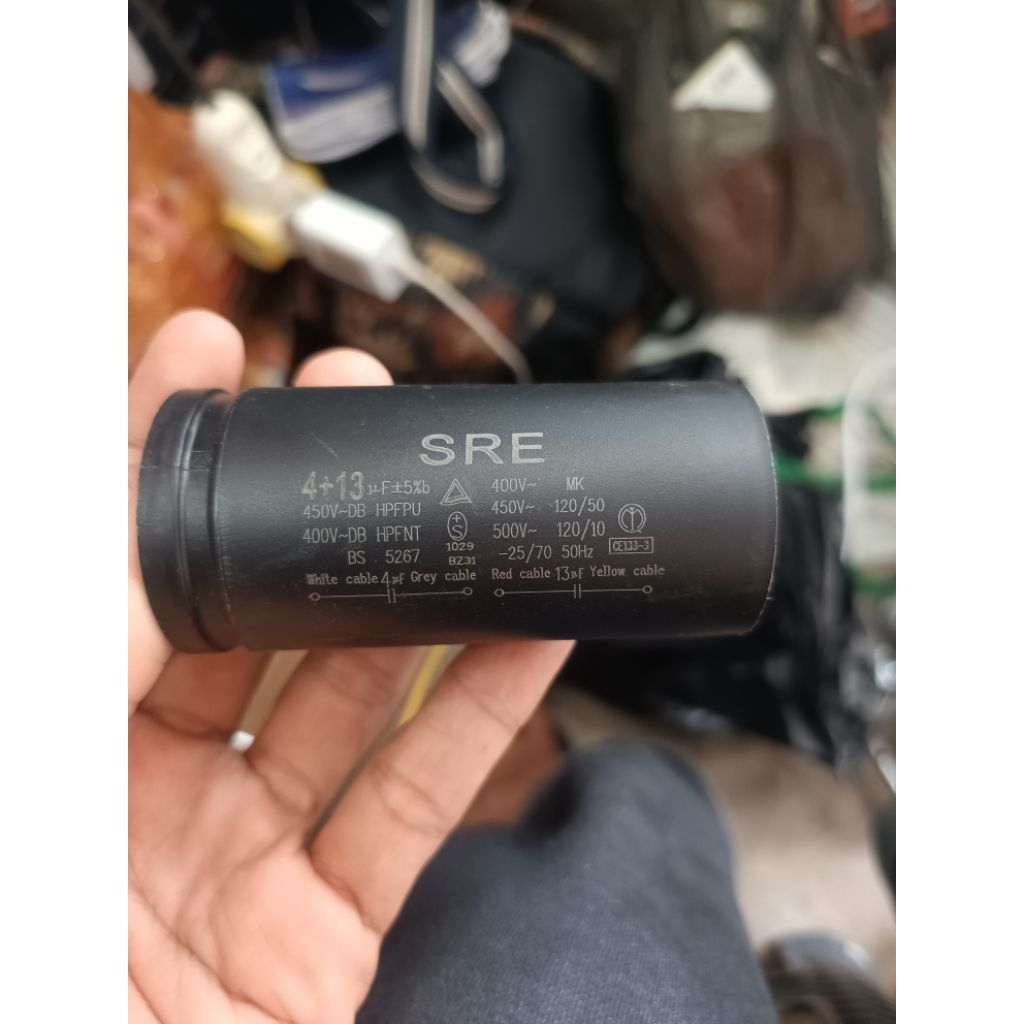 SRE
4+13 μF±5%b
450V~DB HPFPU
400V~DB HPFNT
BS 5267
S
1029
BZ31
400V~ MK
450V~ 120/50
500V~ 120/10
-25/70 50Hz
CE133-3
White cable 4μf Grey cable
Red cable 13μf Yellow cable